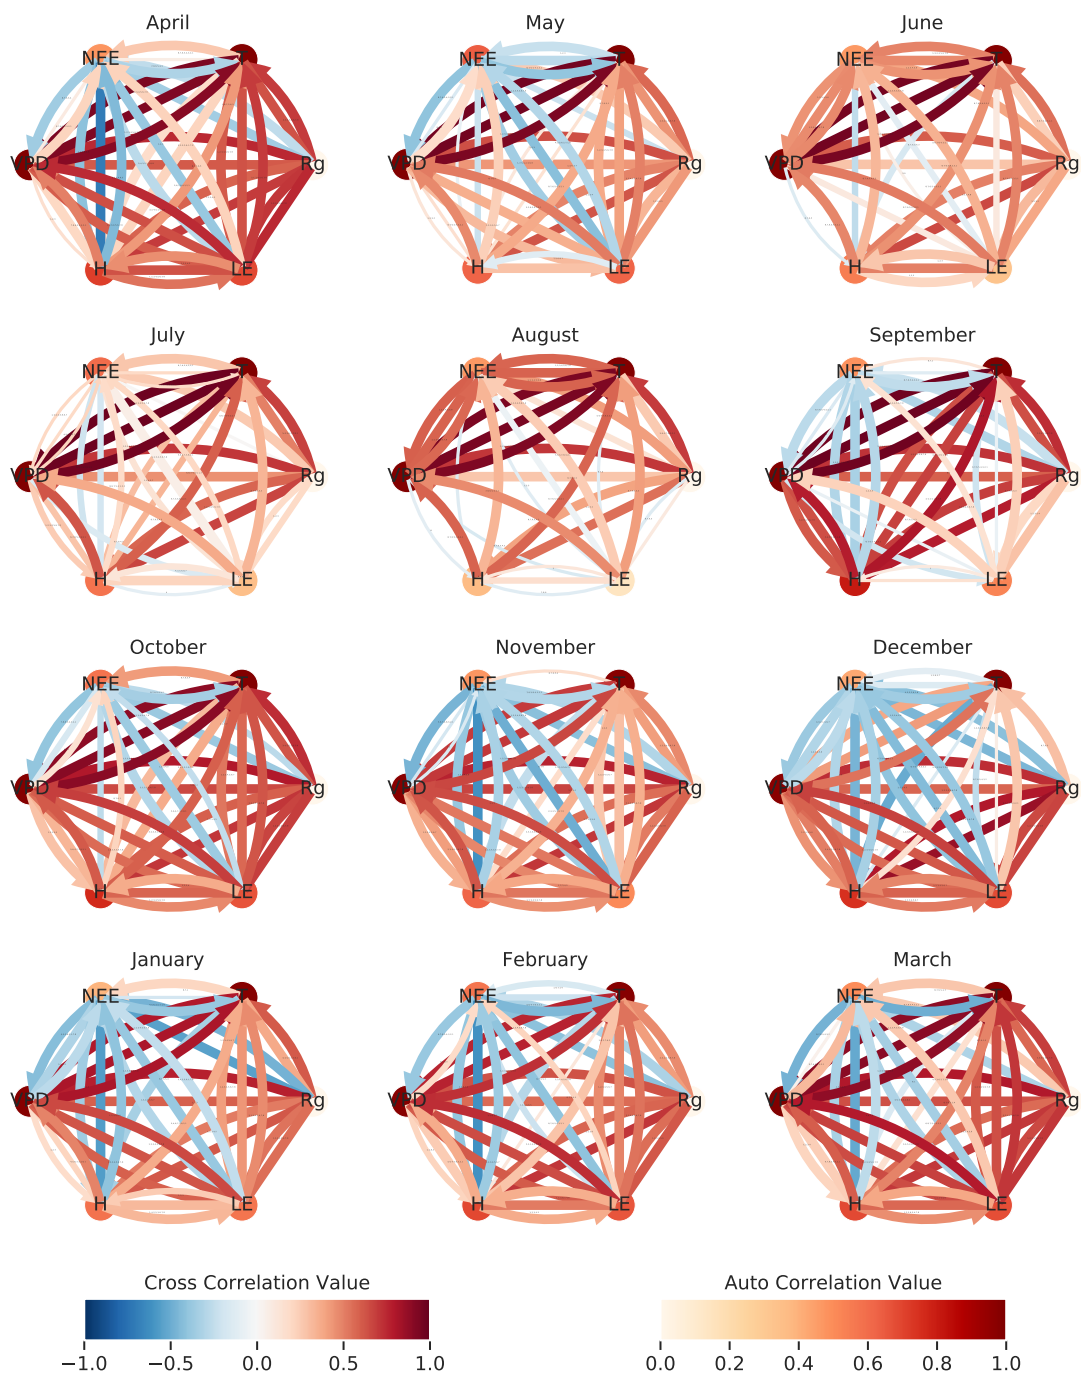 April
May
June
NEE
NEE
NEE
VPD
Rg
VPD
Rg
VPD
Rg
H
LE
H
LE
H
LE
July
August
September
NEE
NEE
NEE
VPD
Rg
VPD
Rg
VPD
Rg
H
LE
H
LE
H
LE
October
November
December
NEE
NEE
NEE
VPD
Rg
VPD
Rg
VPD
Rg
H
LE
H
LE
H
LE
January
February
March
NEE
NEE
NEE
VPD
Rg
VPD
Rg
VPD
Rg
H
LE
H
LE
H
LE
Cross Correlation Value
Auto Correlation Value
−1.0 −0.5 0.0 0.5 1.0
0.0 0.2 0.4 0.6 0.8 1.0